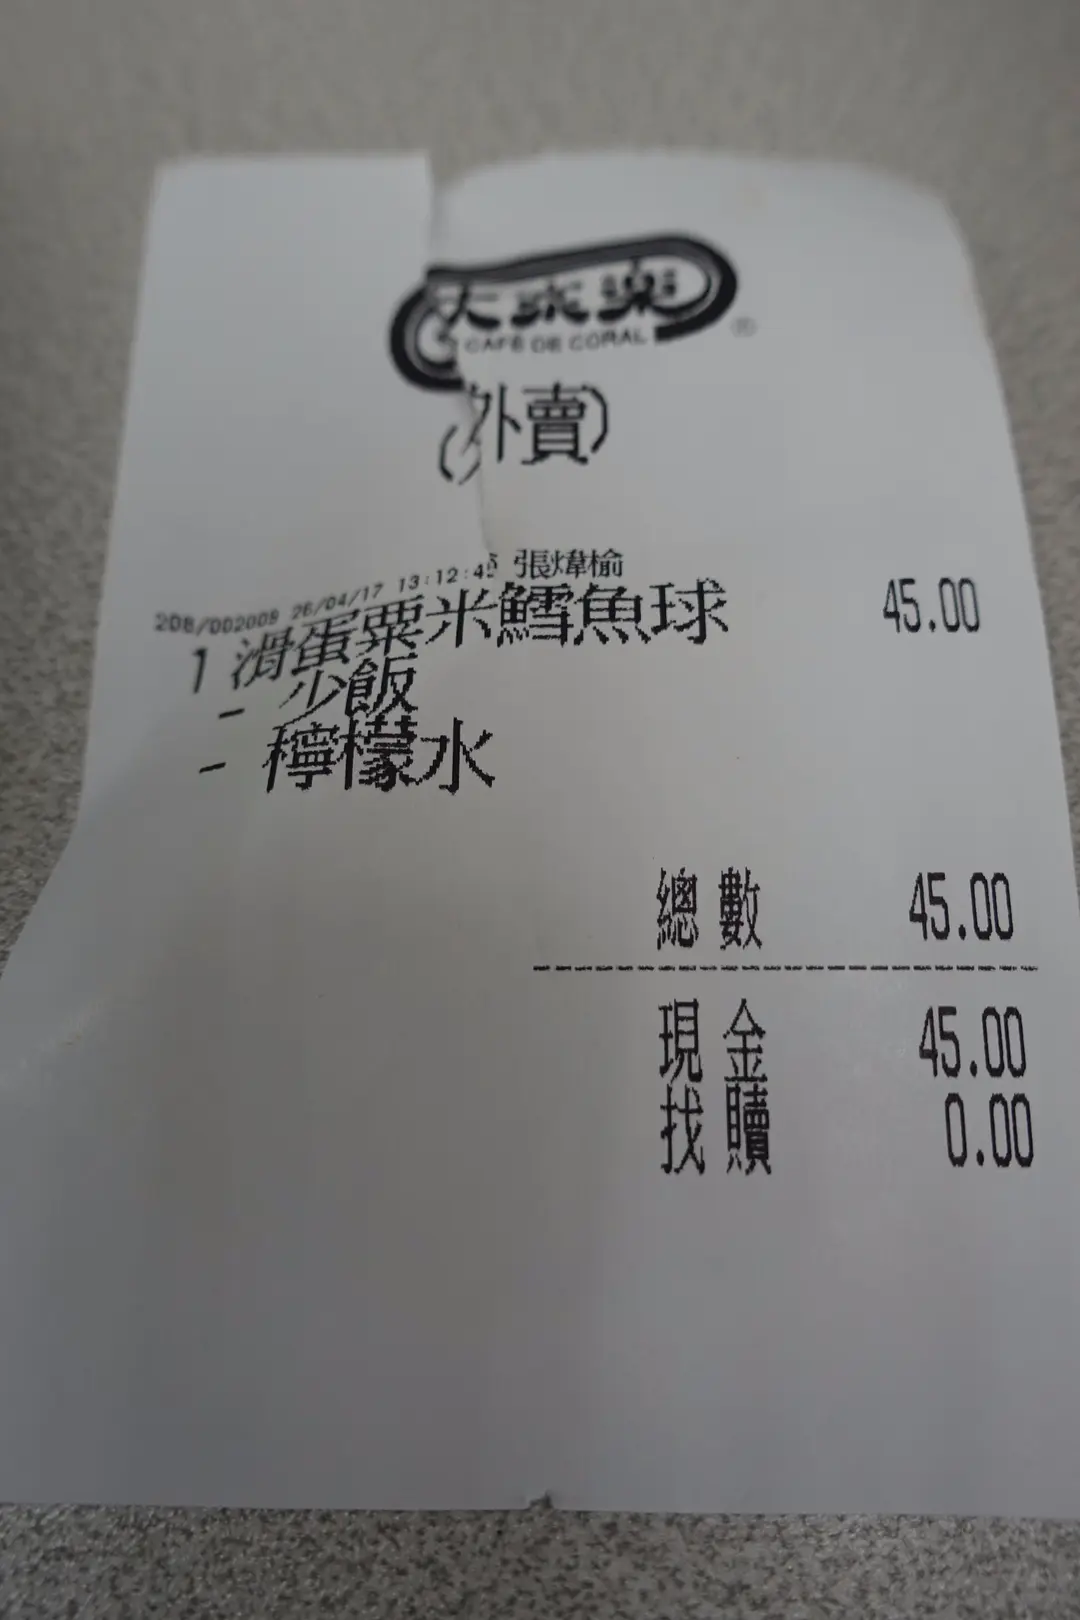 大家樂
CAFÉ DE CORAL
(外賣)
208/002009 26/04/17 13:12:45 張煒榆
1 滑蛋粟米鱈魚球 45.00
- 少飯
- 檸檬水
總數 45.00
現金 45.00
找贖 0.00